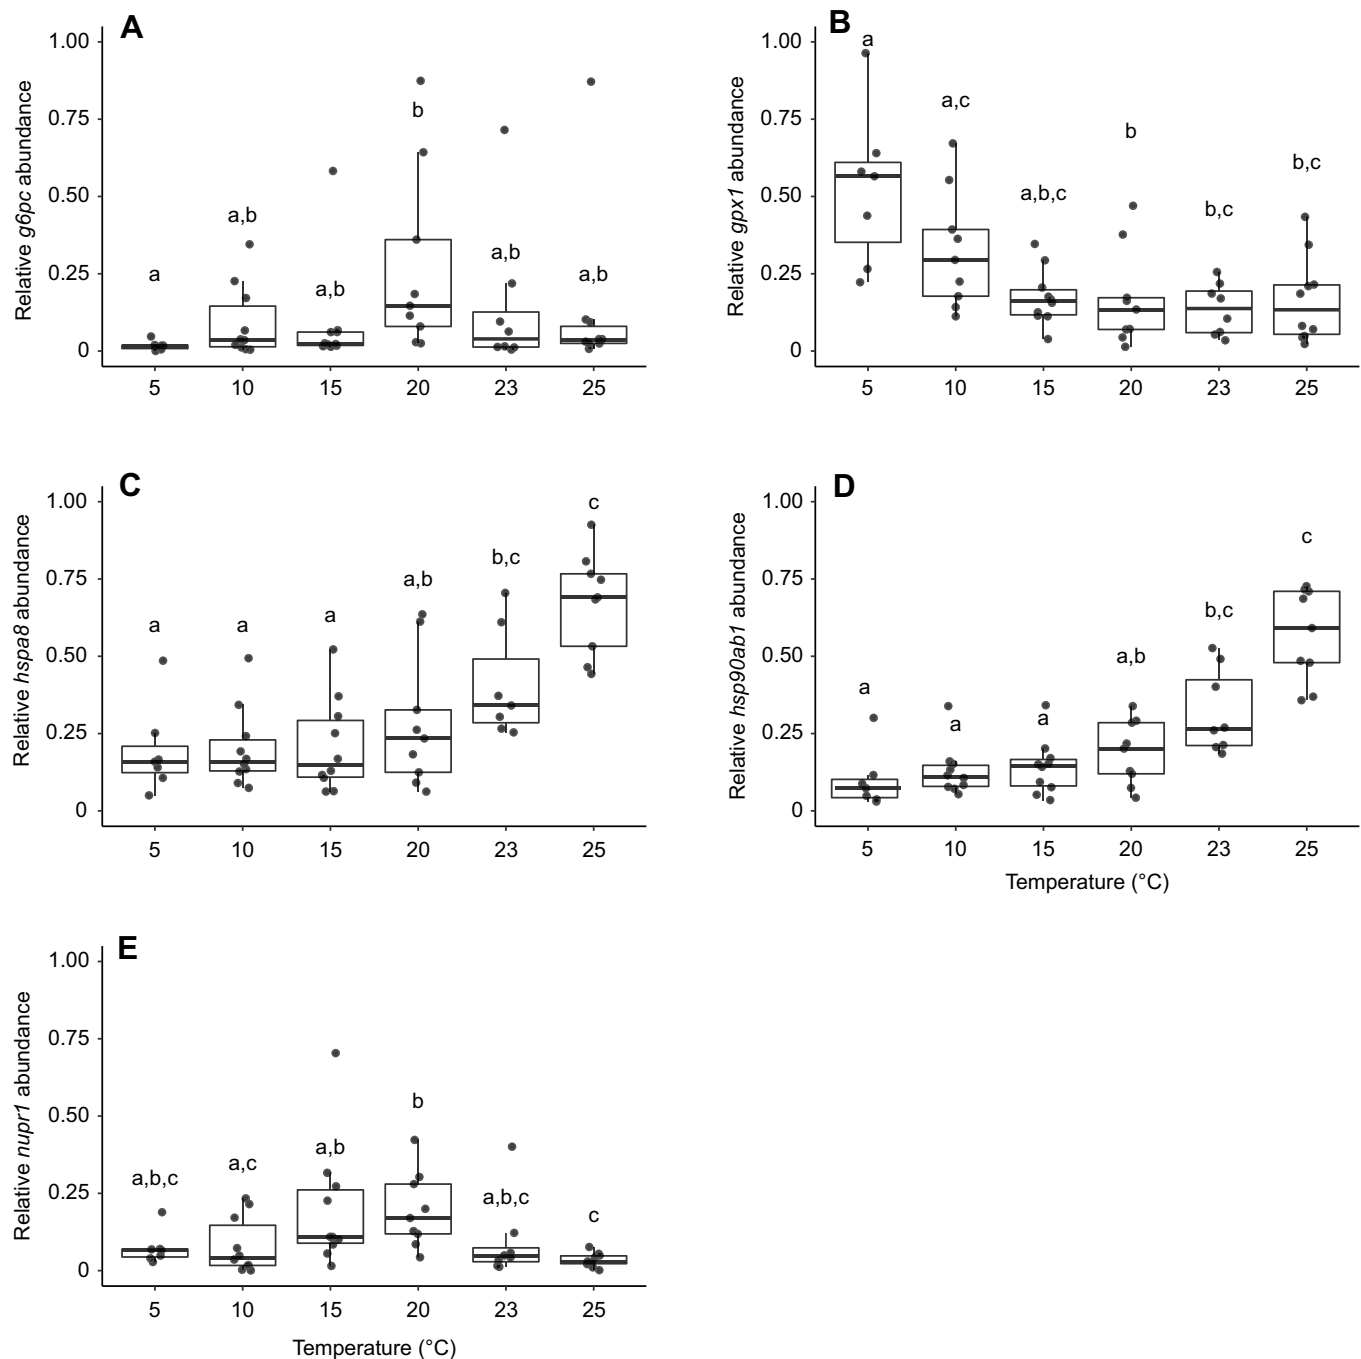 A
Relative g6pc abundance
1.00
0.75
0.50
0.25
0
a
a,b
a,b
b
a,b
a,b
5 10 15 20 23 25
B
Relative gpx1 abundance
1.00
0.75
0.50
0.25
0
a
a,c
a,b,c
b
b,c
b,c
5 10 15 20 23 25
C
Relative hspa8 abundance
1.00
0.75
0.50
0.25
0
a
a
a
a,b
b,c
c
5 10 15 20 23 25
D
Relative hsp90ab1 abundance
1.00
0.75
0.50
0.25
0
a
a
a
a,b
b,c
c
5 10 15 20 23 25
Temperature (°C)
E
Relative nupr1 abundance
1.00
0.75
0.50
0.25
0
a,b,c
a,c
a,b
b
a,b,c
c
5 10 15 20 23 25
Temperature (°C)